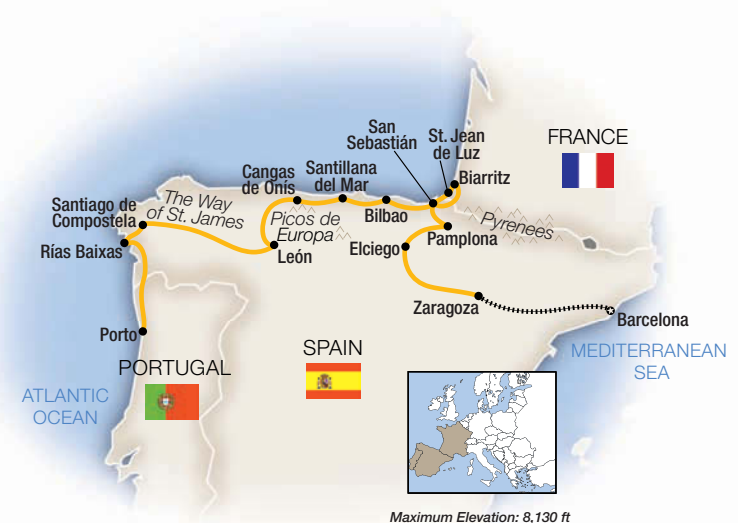 San
Sebastián
St. Jean
de Luz
FRANCE
Biarritz
Cangas
de Onís
Santillana
del Mar
Bilbao
Santiago de
Compostela
The Way
of St. James
Picos de
Europa
Pyrenees
Pamplona
Rías Baixas
León
Elciego
Zaragoza
Barcelona
Porto
PORTUGAL
SPAIN
MEDITERRANEAN
SEA
ATLANTIC
OCEAN
Maximum Elevation: 8,130 ft